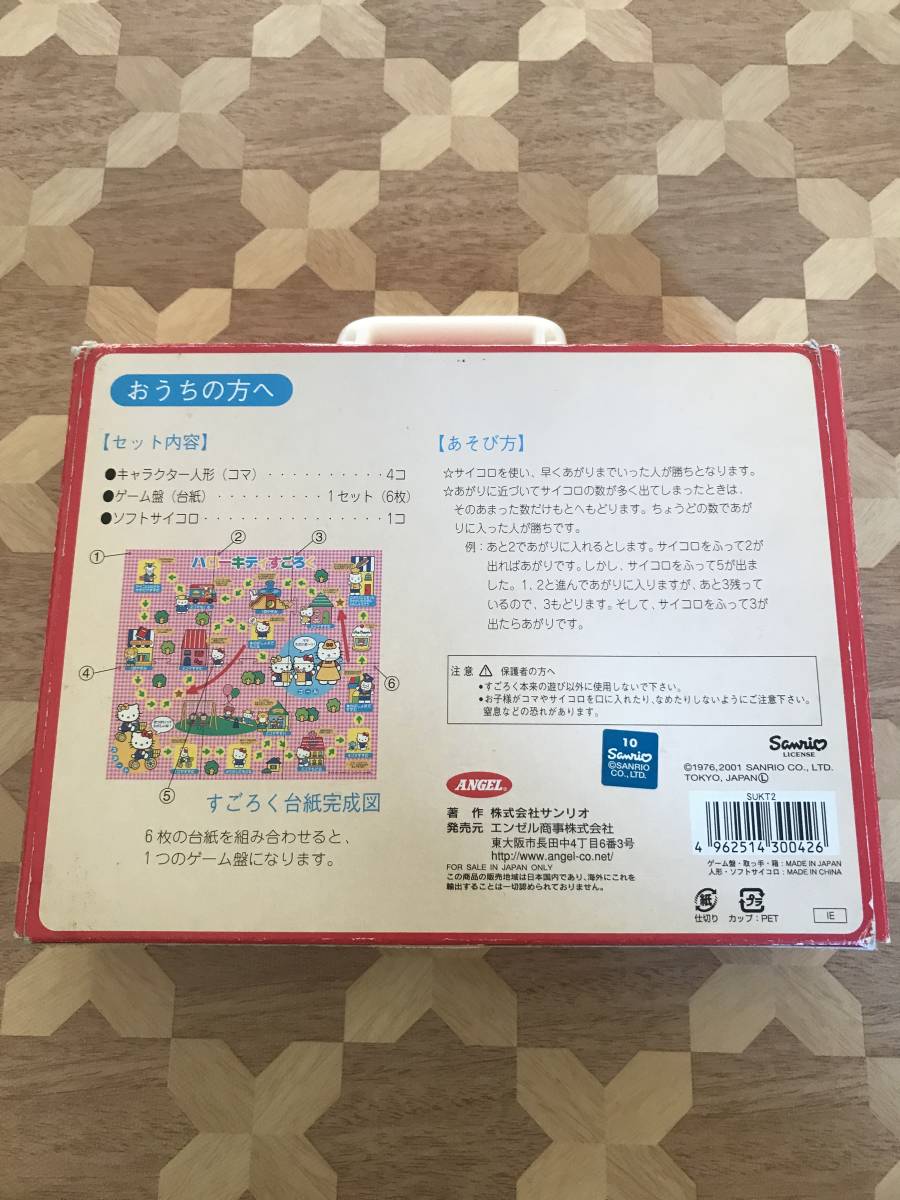 おうちの方へ
【セット内容】
●キャラクター人形（コマ）・・・・・・・・・・4コ
●ゲーム盤（台紙）・・・・・・・・・1セット（6枚）
●ソフトサイコロ・・・・・・・・・・・・・・・1コ
① ② ③
ハローキティすごろく
④ ⑥
ゴール
⑤
すごろく台紙完成図
6枚の台紙を組み合わせると、
1つのゲーム盤になります。
【あそび方】
☆サイコロを使い、早くあがりまでいった人が勝ちとなります。
☆あがりに近づいてサイコロの数が多く出てしまったときは、
そのあまった数だけもとへもどります。ちょうどの数であが
りに入った人が勝ちです。
例：あと2であがりに入れるとします。サイコロをふって2が
出ればあがりです。しかし、サイコロをふって5が出ま
した。1、2と進んであがりに入りますが、あと3残って
いるので、3もどります。そして、サイコロをふって3が
出たらあがりです。
注意 ⚠ 保護者の方へ
●すごろく本来の遊び以外に使用しないで下さい。
●お子様がコマやサイコロを口に入れたり、なめたりしないようにご注意下さい。
窒息などの恐れがあります。
ANGEL
著作 株式会社サンリオ
発売元 エンゼル商事株式会社
東大阪市長田中4丁目6番3号
http://www.angel-co.net/
FOR SALE IN JAPAN ONLY
この商品の販売地域は日本国内であり、海外にこれを
輸出することは一切認められておりません。
10
©SANRIO
Sanrio
CO., LTD.
Sanrio
LICENSE
©1976,2001 SANRIO CO., LTD.
TOKYO, JAPAN Ⓛ
SUKT2
4 962514 300426
ゲーム盤・取っ手・箱：MADE IN JAPAN
人形・ソフトサイコロ：MADE IN CHINA
紙
仕切り
プラ
カップ：PET
IE